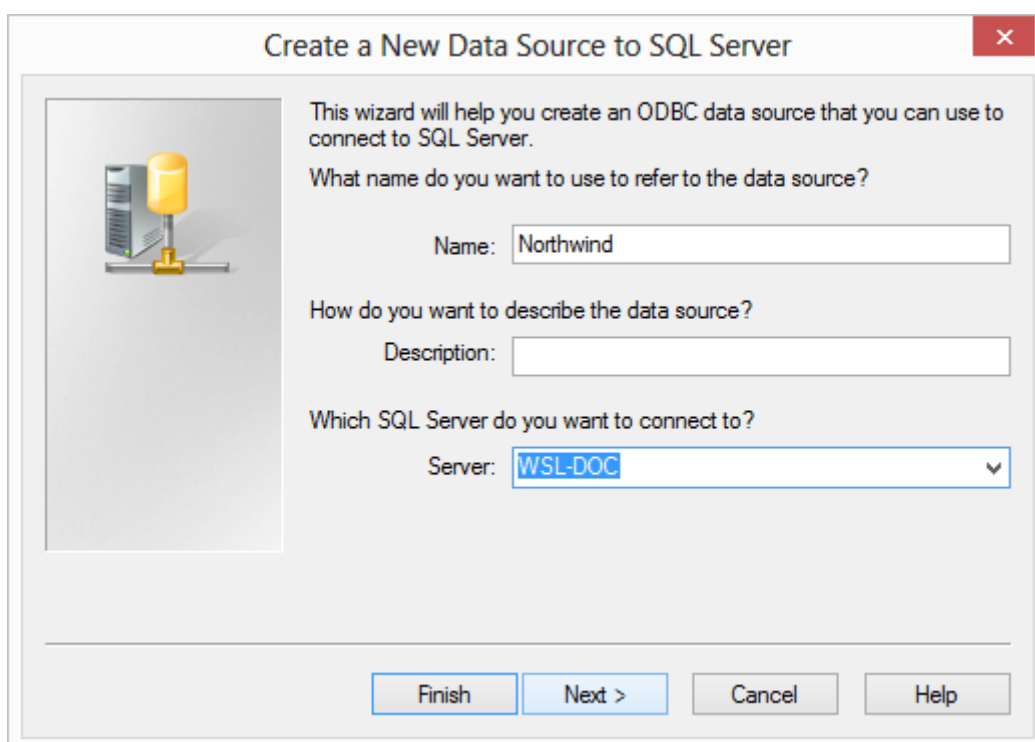 Create a New Data Source to SQL Server
This wizard will help you create an ODBC data source that you can use to
connect to SQL Server.
What name do you want to use to refer to the data source?
Name: Northwind
How do you want to describe the data source?
Description:
Which SQL Server do you want to connect to?
Server: WSL-DOC
Finish Next > Cancel Help